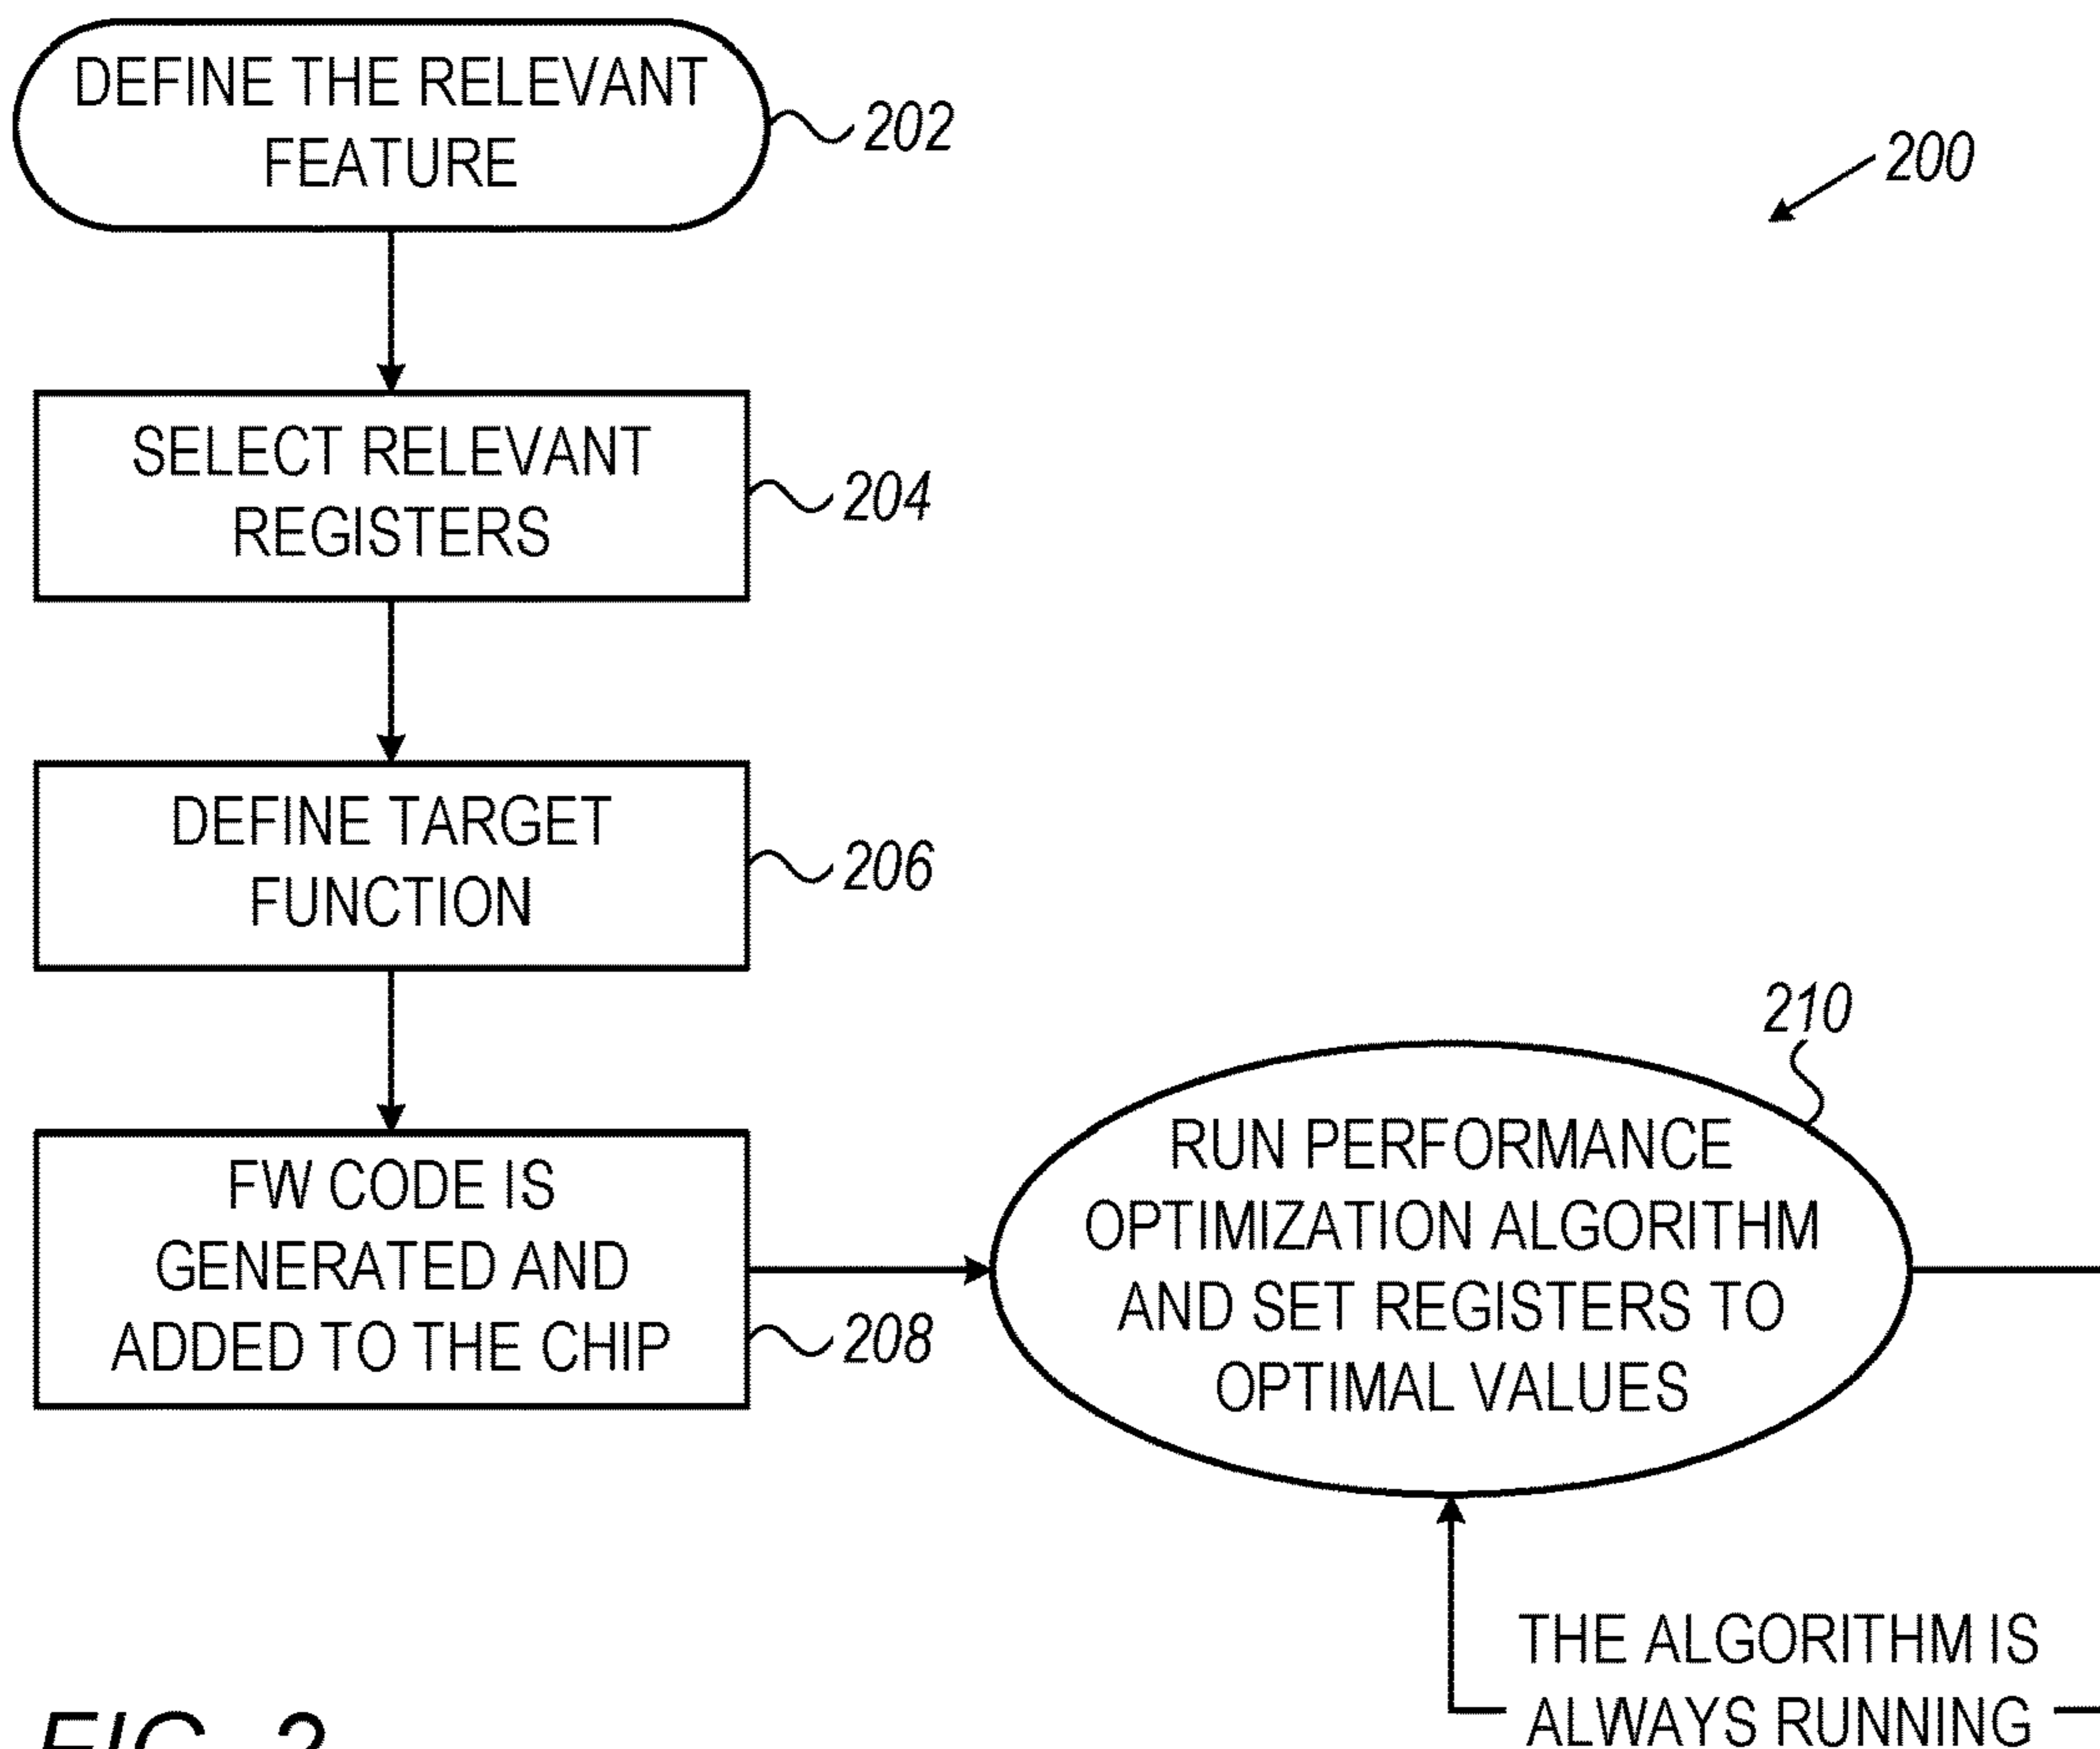 DEFINE THE RELEVANT
FEATURE
202
200
SELECT RELEVANT
REGISTERS
204
DEFINE TARGET
FUNCTION
206
FW CODE IS
GENERATED AND
ADDED TO THE CHIP
208
210
RUN PERFORMANCE
OPTIMIZATION ALGORITHM
AND SET REGISTERS TO
OPTIMAL VALUES
THE ALGORITHM IS
ALWAYS RUNNING
FIG. 2